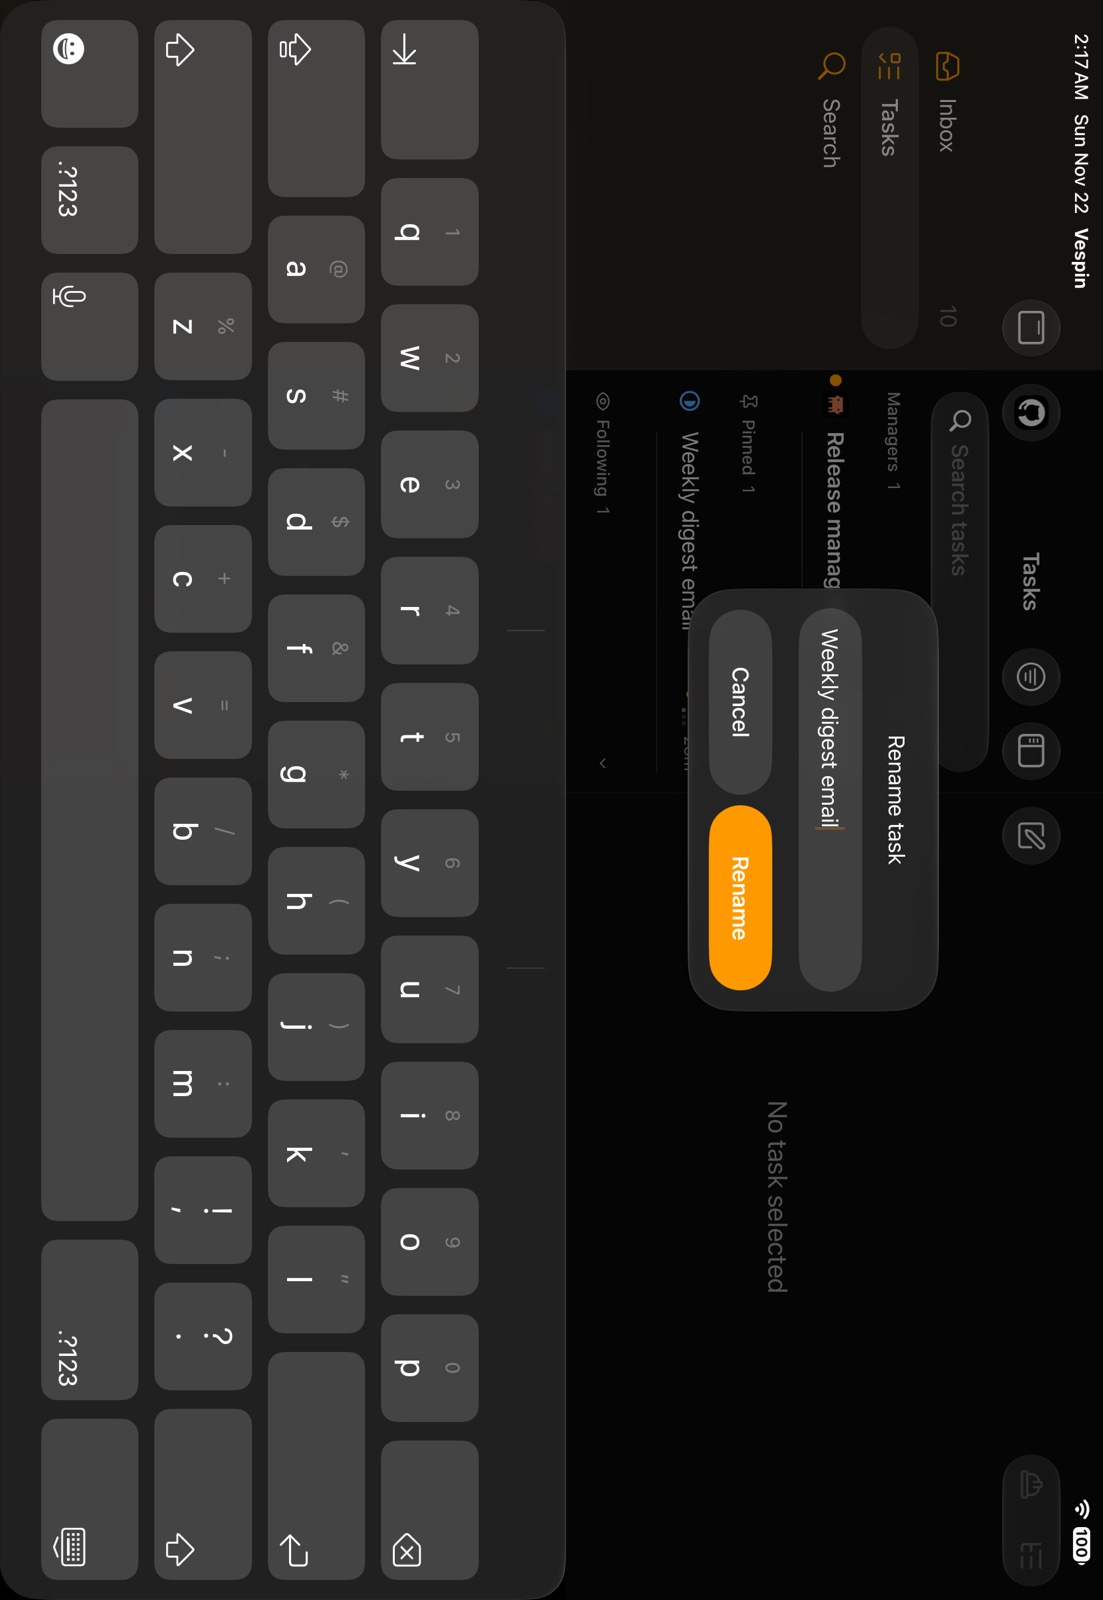 2:17 AM Sun Nov 22 Vespin
100
Tasks
Inbox 10
Tasks
Search
Search tasks
Managers 1
Release manag
Pinned 1
Weekly digest email
Following 1
Rename task
Weekly digest email
Cancel Rename
No task selected
1 2 3 4 5 6 7 8 9 0
q w e r t y u i o p
@ # $ & * ( ) ' "
a s d f g h j k l
% - + = / ; : ! ?
z x c v b n m , .
.?123 .?123